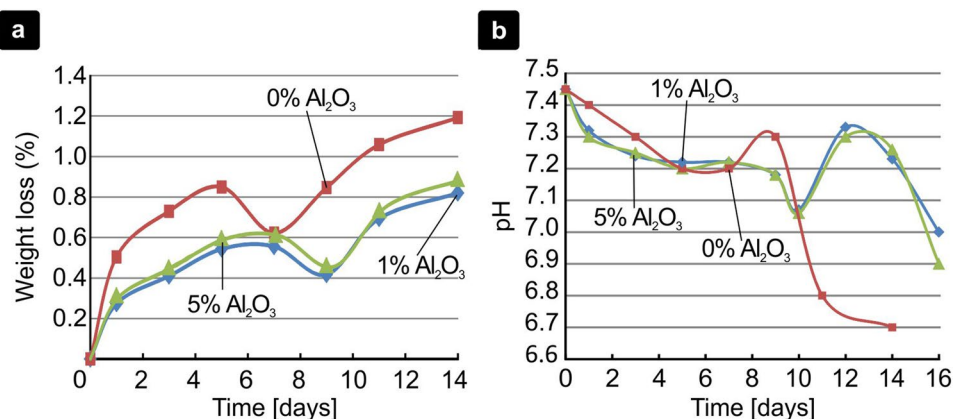 a
Weight loss (%)
1.4
1.2
1.0
0.8
0.6
0.4
0.2
0
0 2 4 6 8 10 12 14
Time [days]
0% Al₂O₃
5% Al₂O₃
1% Al₂O₃
b
pH
7.5
7.4
7.3
7.2
7.1
7.0
6.9
6.8
6.7
6.6
0 2 4 6 8 10 12 14 16
Time [days]
1% Al₂O₃
5% Al₂O₃
0% Al₂O₃